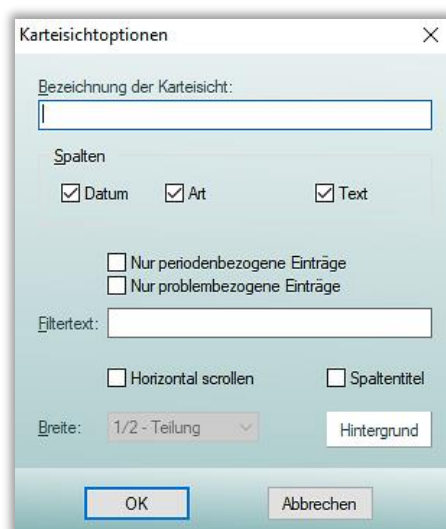 Karteisichtoptionen
Bezeichnung der Karteisicht:
Spalten
Datum Art Text
Nur periodenbezogene Einträge
Nur problembezogene Einträge
Filtertext:
Horizontal scrollen Spaltentitel
Breite: 1/2 - Teilung Hintergrund
OK Abbrechen